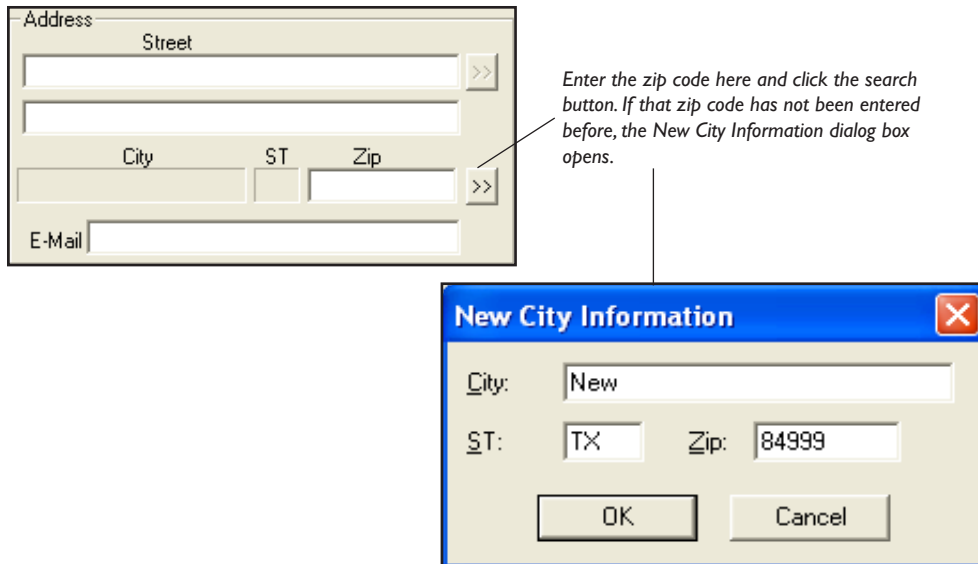 Address
Street
>>
Enter the zip code here and click the search
button. If that zip code has not been entered
before, the New City Information dialog box
opens.
City ST Zip
>>
E-Mail
New City Information
City: New
ST: TX Zip: 84999
OK Cancel